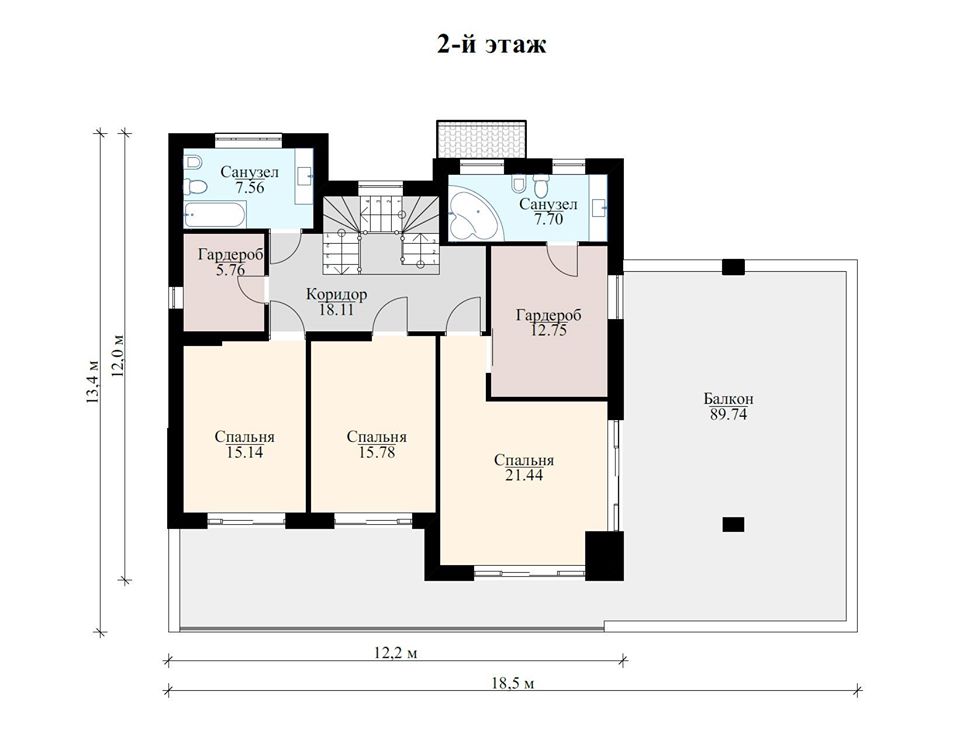 2-й этаж
Санузел
7.56
Санузел
7.70
Гардероб
5.76
Коридор
18.11
Гардероб
12.75
Балкон
89.74
Спальня
15.14
Спальня
15.78
Спальня
21.44
13,4 м
12,0 м
12,2 м
18,5 м